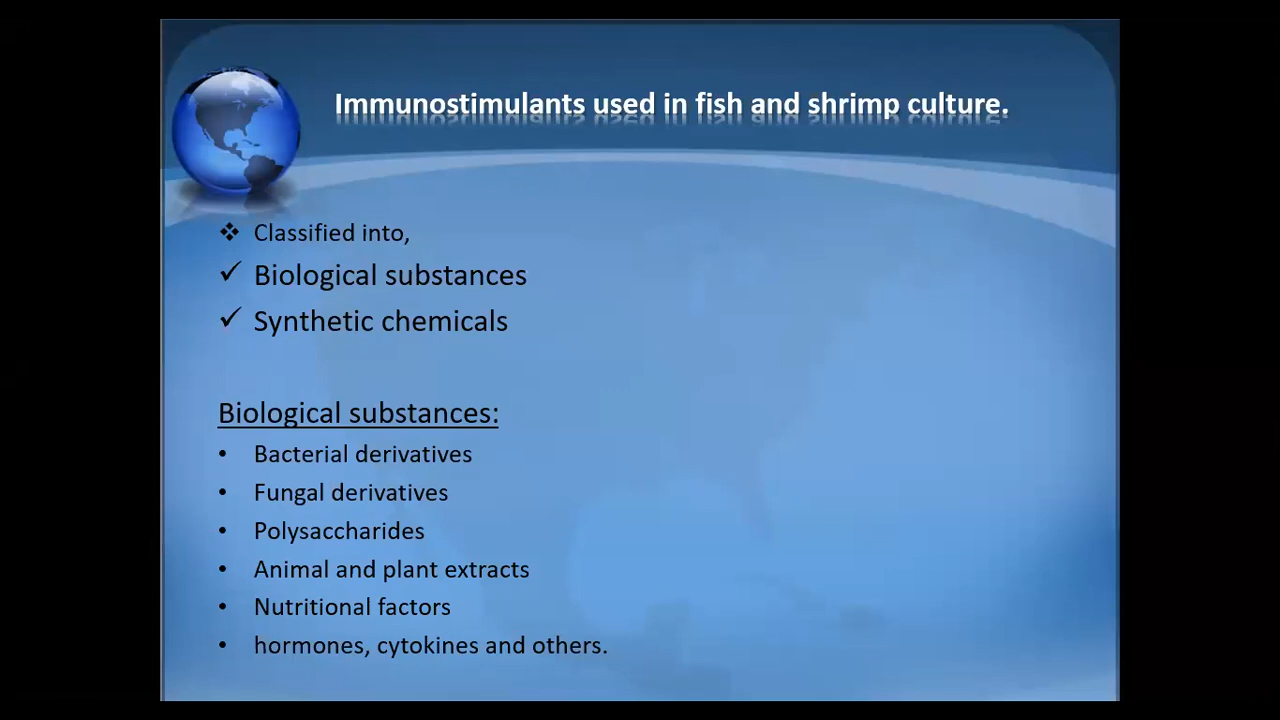 Immunostimulants used in fish and shrimp culture.
❖ Classified into,
✓ Biological substances
✓ Synthetic chemicals
Biological substances:
• Bacterial derivatives
• Fungal derivatives
• Polysaccharides
• Animal and plant extracts
• Nutritional factors
• hormones, cytokines and others.